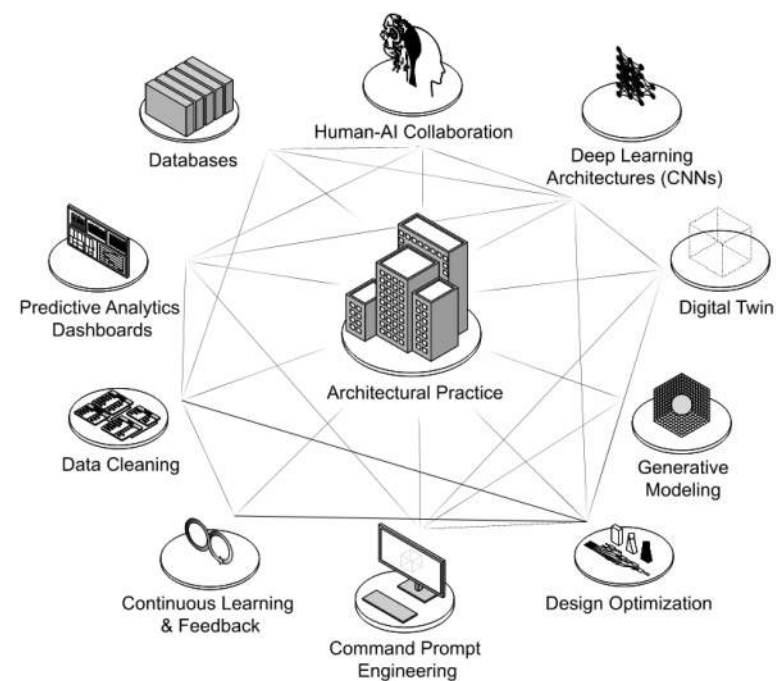 Human-AI Collaboration
Databases
Deep Learning
Architectures (CNNs)
Predictive Analytics
Dashboards
Digital Twin
Architectural Practice
Data Cleaning
Generative
Modeling
Continuous Learning
& Feedback
Command Prompt
Engineering
Design Optimization